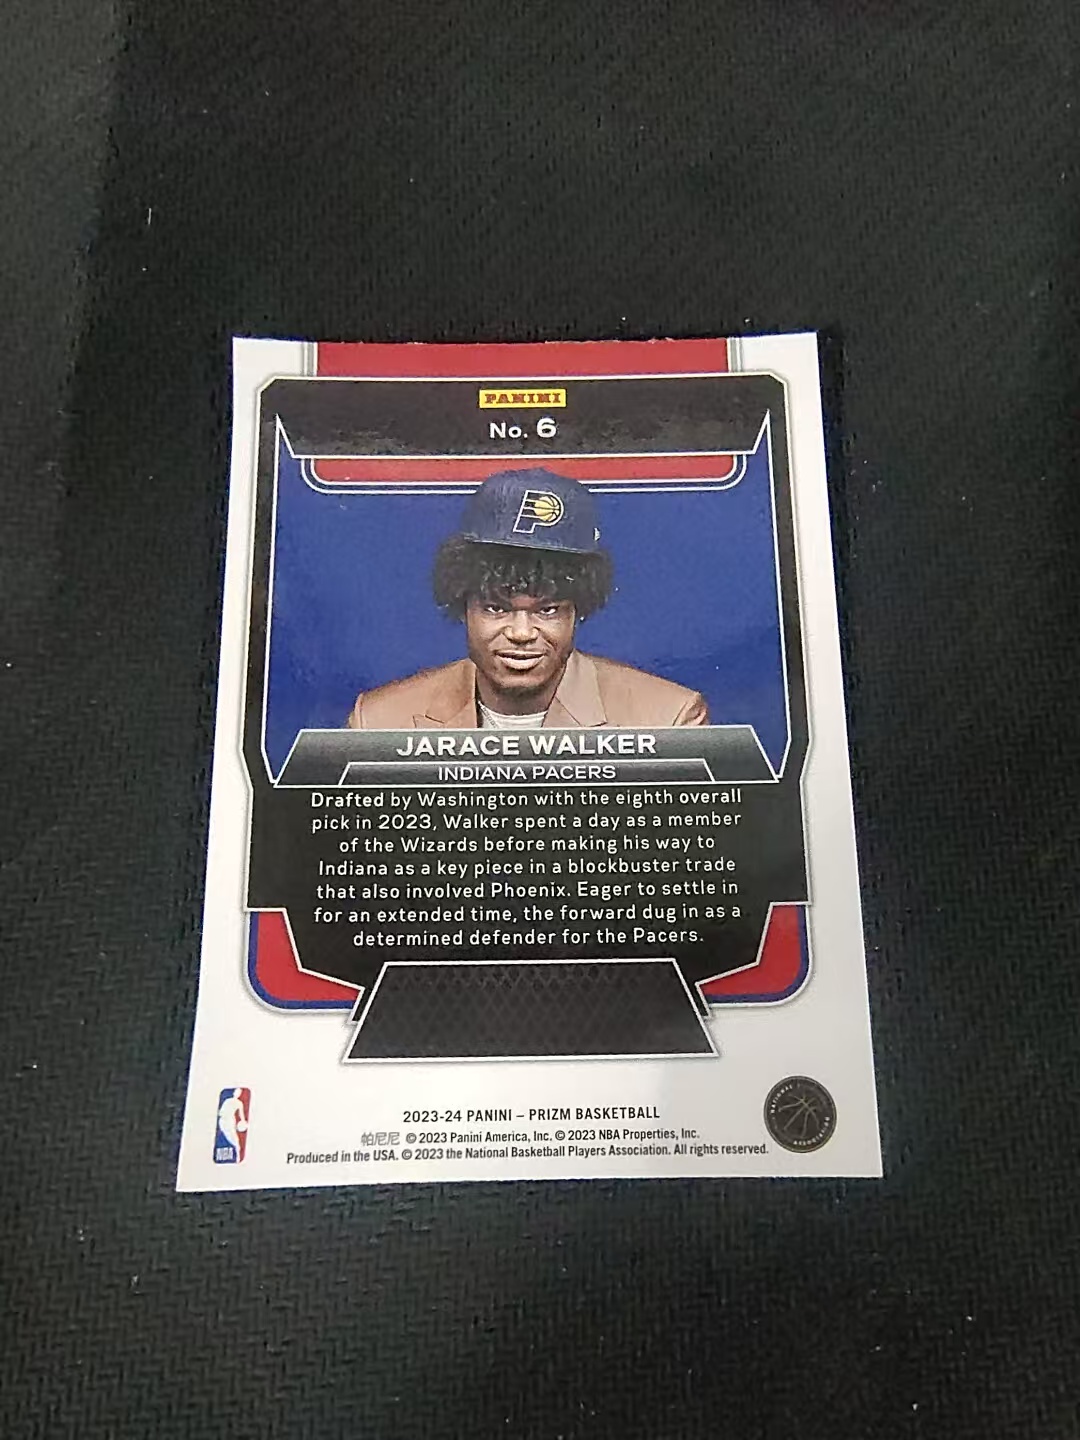 PANINI
No. 6
P
JARACE WALKER
INDIANA PACERS
Drafted by Washington with the eighth overall
pick in 2023, Walker spent a day as a member
of the Wizards before making his way to
Indiana as a key piece in a blockbuster trade
that also involved Phoenix. Eager to settle in
for an extended time, the forward dug in as a
determined defender for the Pacers.
2023-24 PANINI – PRIZM BASKETBALL
帕尼尼 © 2023 Panini America, Inc. © 2023 NBA Properties, Inc.
Produced in the USA. © 2023 the National Basketball Players Association. All rights reserved.
NBA